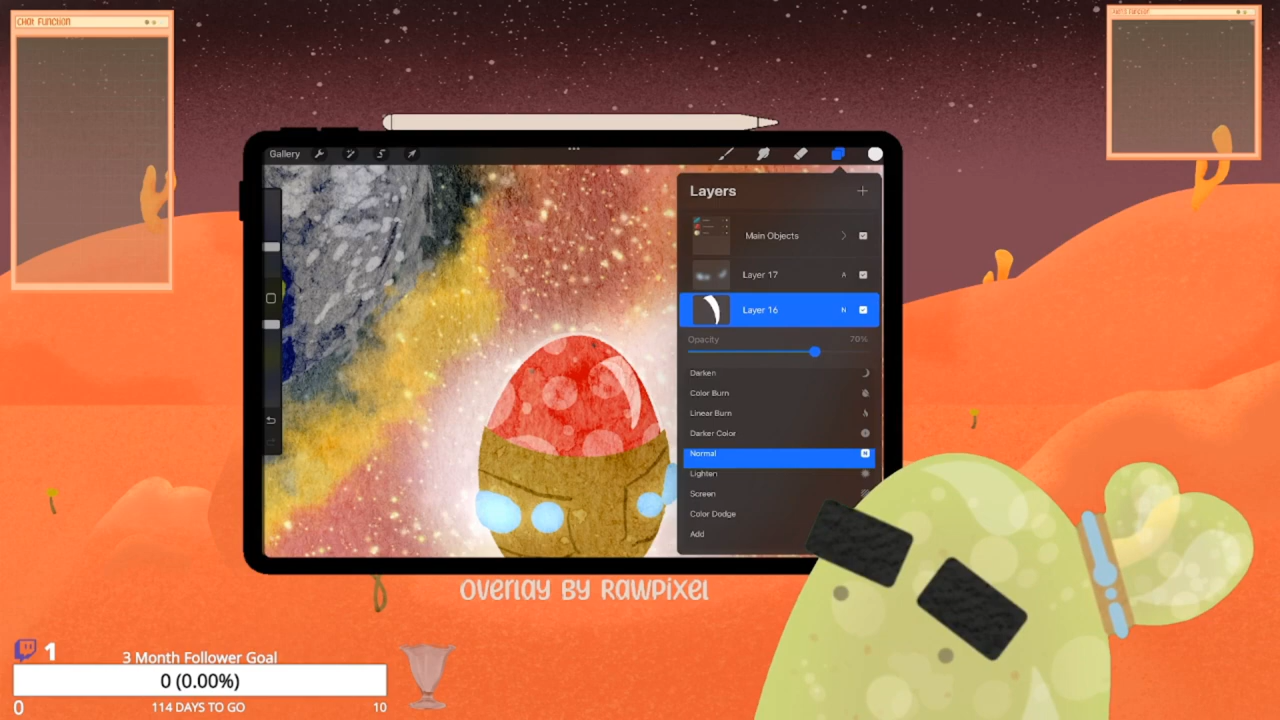 Chat Function
Gallery
Layers
Main Objects
Layer 17
A
Layer 16
N
Opacity
70%
Darken
Color Burn
Linear Burn
Darker Color
Normal
N
Lighten
Screen
Color Dodge
Add
Overlay by Rawpixel
1
3 Month Follower Goal
0 (0.00%)
0
114 DAYS TO GO
10